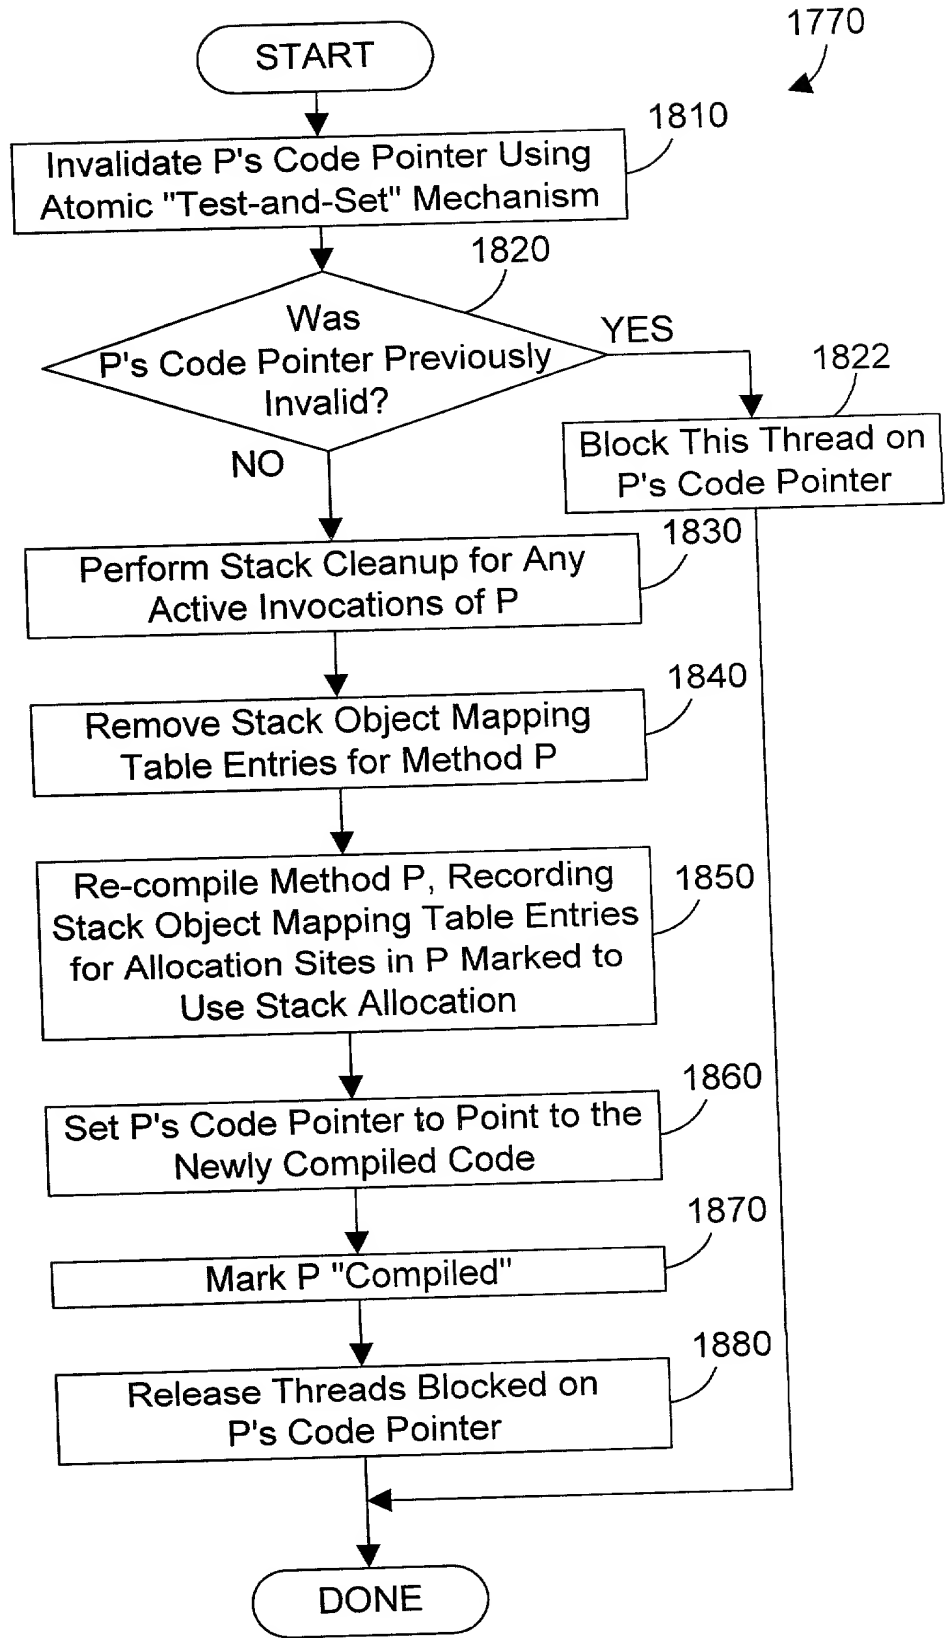 1770
START
1810
Invalidate P's Code Pointer Using
Atomic "Test-and-Set" Mechanism
1820
Was
P's Code Pointer Previously
Invalid?
YES
NO
1822
Block This Thread on
P's Code Pointer
1830
Perform Stack Cleanup for Any
Active Invocations of P
1840
Remove Stack Object Mapping
Table Entries for Method P
1850
Re-compile Method P, Recording
Stack Object Mapping Table Entries
for Allocation Sites in P Marked to
Use Stack Allocation
1860
Set P's Code Pointer to Point to the
Newly Compiled Code
1870
Mark P "Compiled"
1880
Release Threads Blocked on
P's Code Pointer
DONE